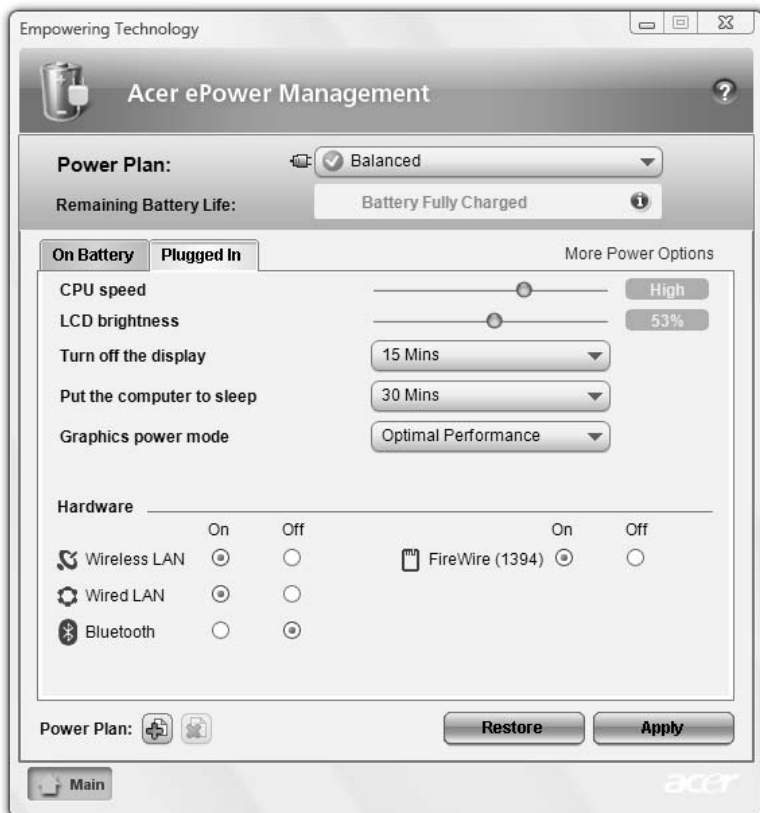 Empowering Technology
Acer ePower Management
?
Power Plan: Balanced
Remaining Battery Life: Battery Fully Charged
On Battery Plugged In More Power Options
CPU speed High
LCD brightness 53%
Turn off the display 15 Mins
Put the computer to sleep 30 Mins
Graphics power mode Optimal Performance
Hardware
On Off On Off
Wireless LAN FireWire (1394)
Wired LAN
Bluetooth
Power Plan: Restore Apply
Main acer